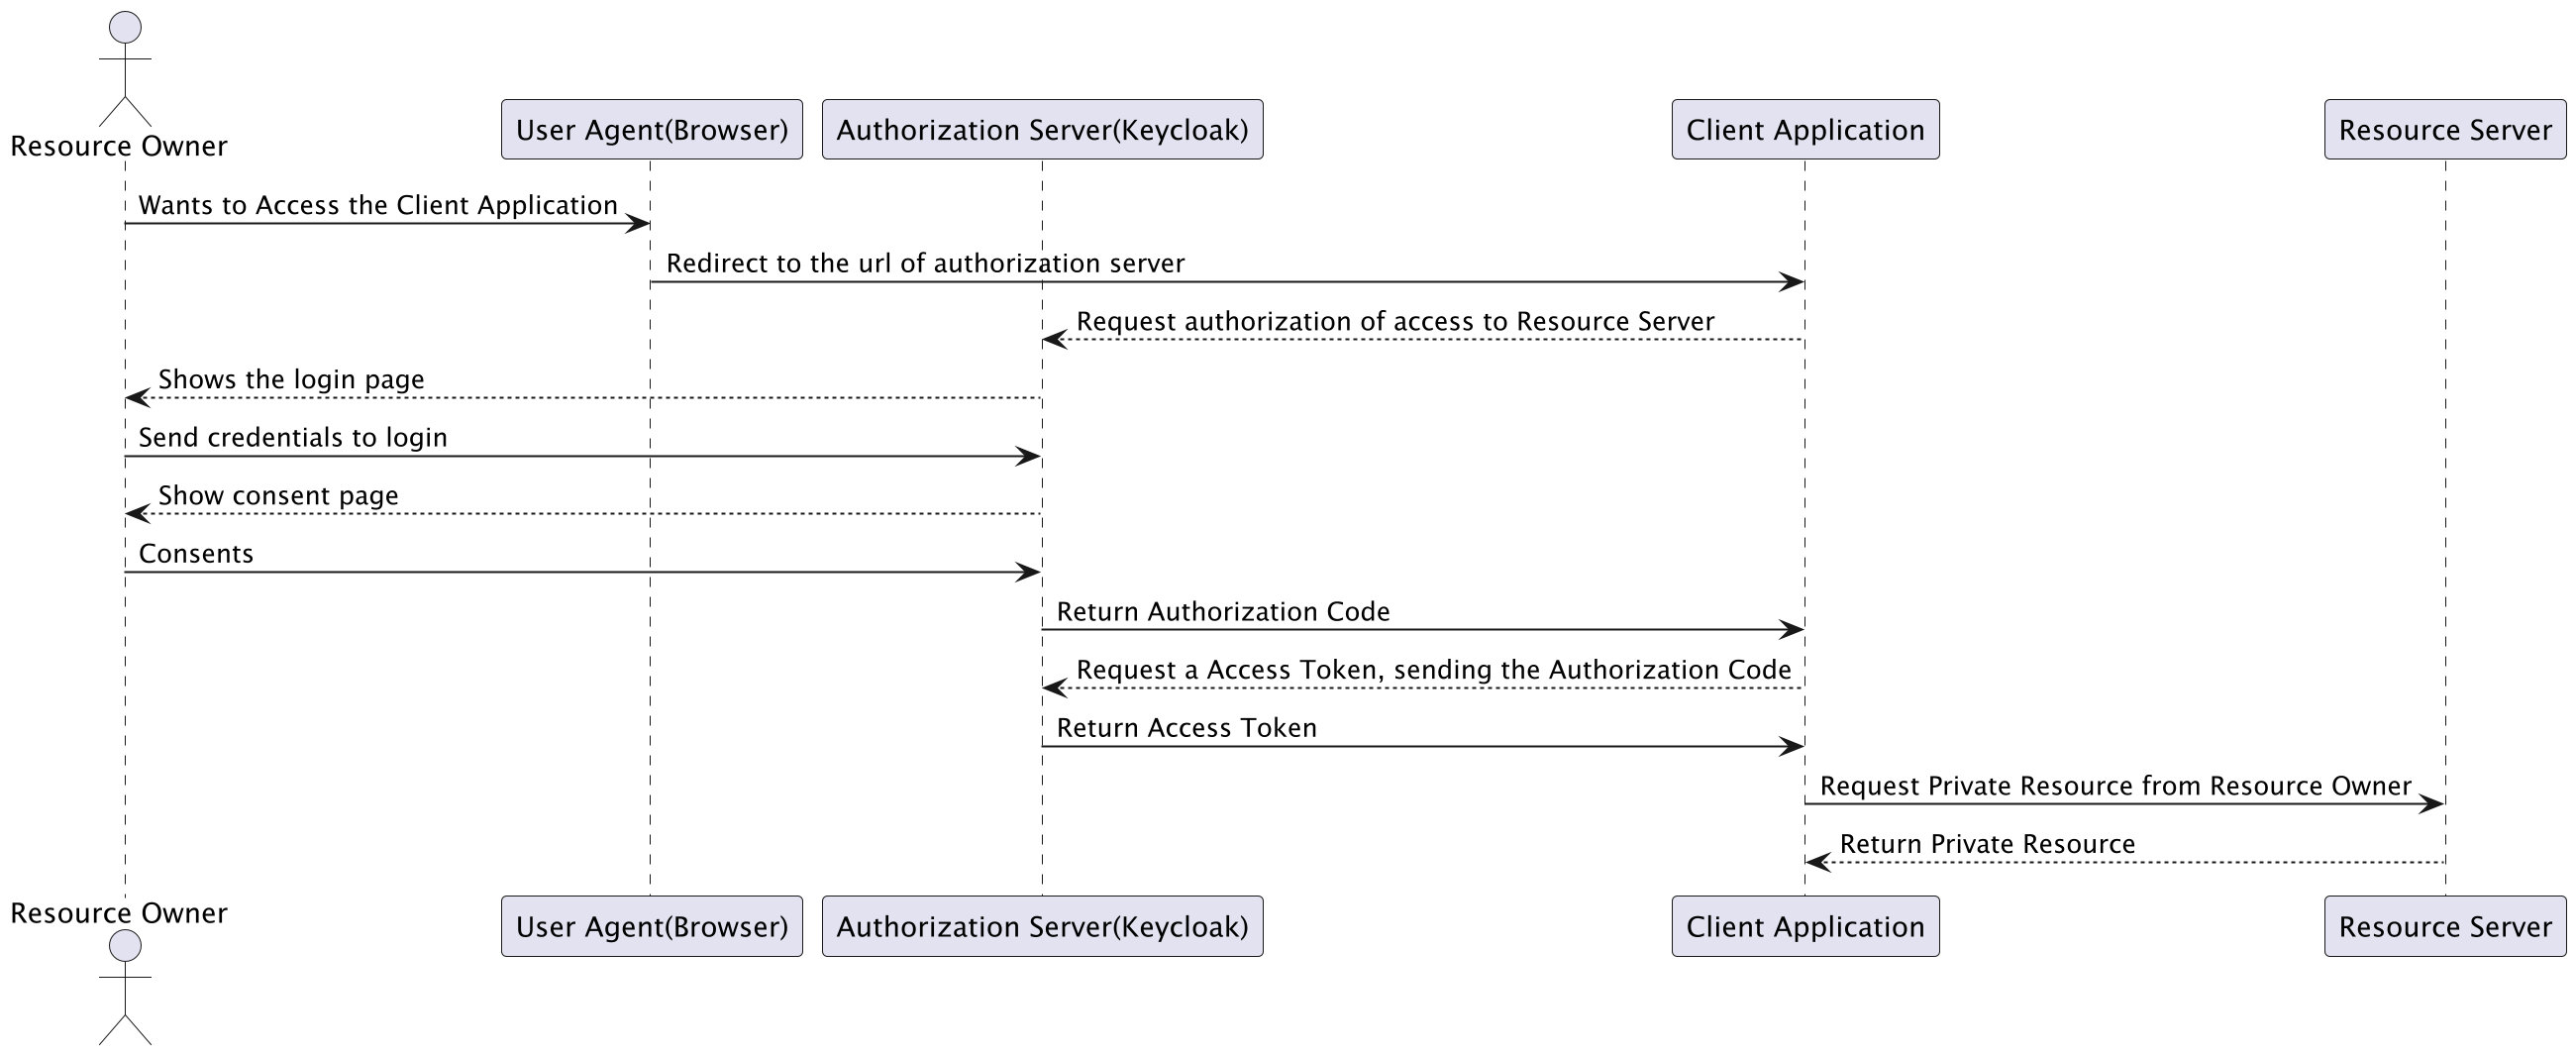 Resource Owner
User Agent(Browser)
Authorization Server(Keycloak)
Client Application
Resource Server
Wants to Access the Client Application
Redirect to the url of authorization server
Request authorization of access to Resource Server
Shows the login page
Send credentials to login
Show consent page
Consents
Return Authorization Code
Request a Access Token, sending the Authorization Code
Return Access Token
Request Private Resource from Resource Owner
Return Private Resource
Resource Owner
User Agent(Browser)
Authorization Server(Keycloak)
Client Application
Resource Server